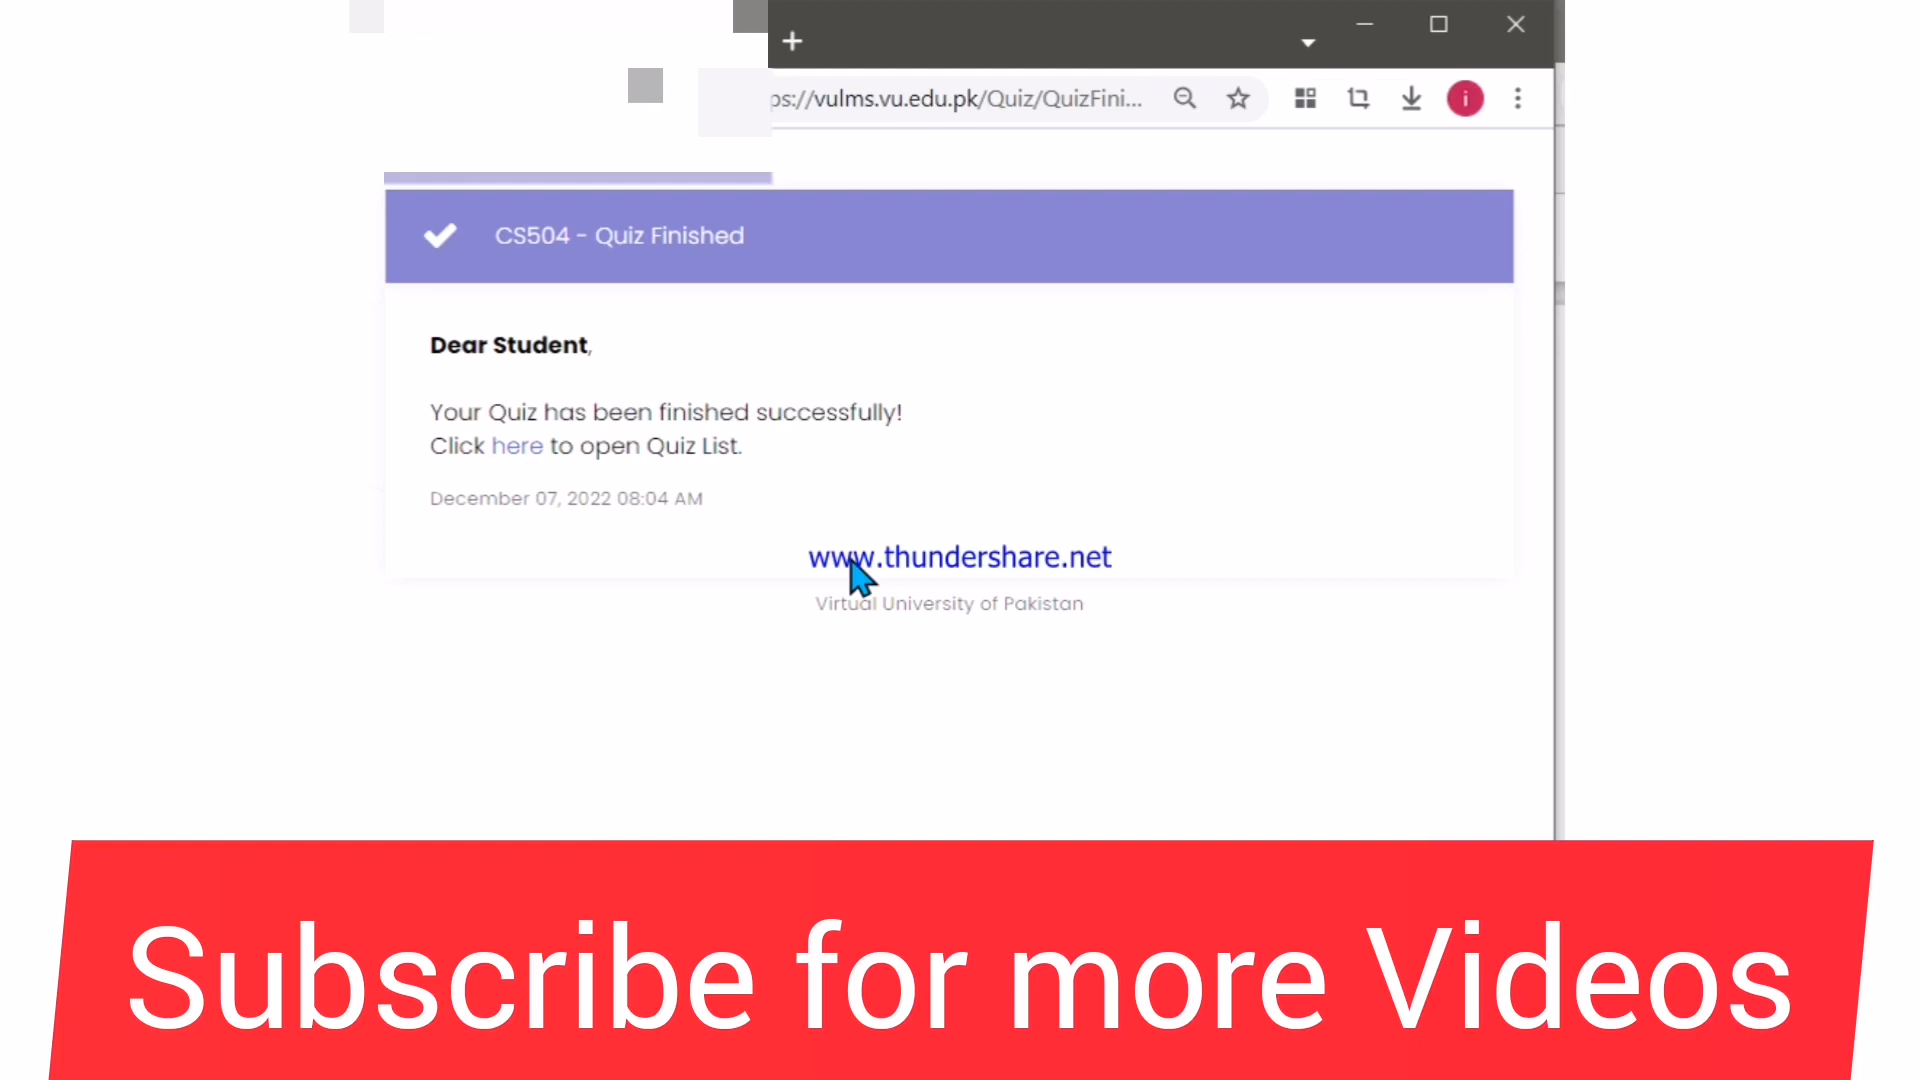 ps://vulms.vu.edu.pk/Quiz/QuizFini...
i
CS504 - Quiz Finished
Dear Student,
Your Quiz has been finished successfully!
Click here to open Quiz List.
December 07, 2022 08:04 AM
www.thundershare.net
Virtual University of Pakistan
Subscribe for more Videos